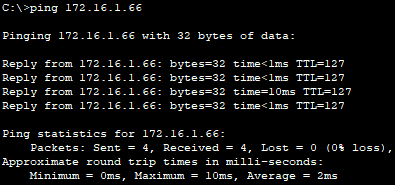 C:\>ping 172.16.1.66
Pinging 172.16.1.66 with 32 bytes of data:
Reply from 172.16.1.66: bytes=32 time<1ms TTL=127
Reply from 172.16.1.66: bytes=32 time<1ms TTL=127
Reply from 172.16.1.66: bytes=32 time=10ms TTL=127
Reply from 172.16.1.66: bytes=32 time<1ms TTL=127
Ping statistics for 172.16.1.66:
Packets: Sent = 4, Received = 4, Lost = 0 (0% loss),
Approximate round trip times in milli-seconds:
Minimum = 0ms, Maximum = 10ms, Average = 2ms